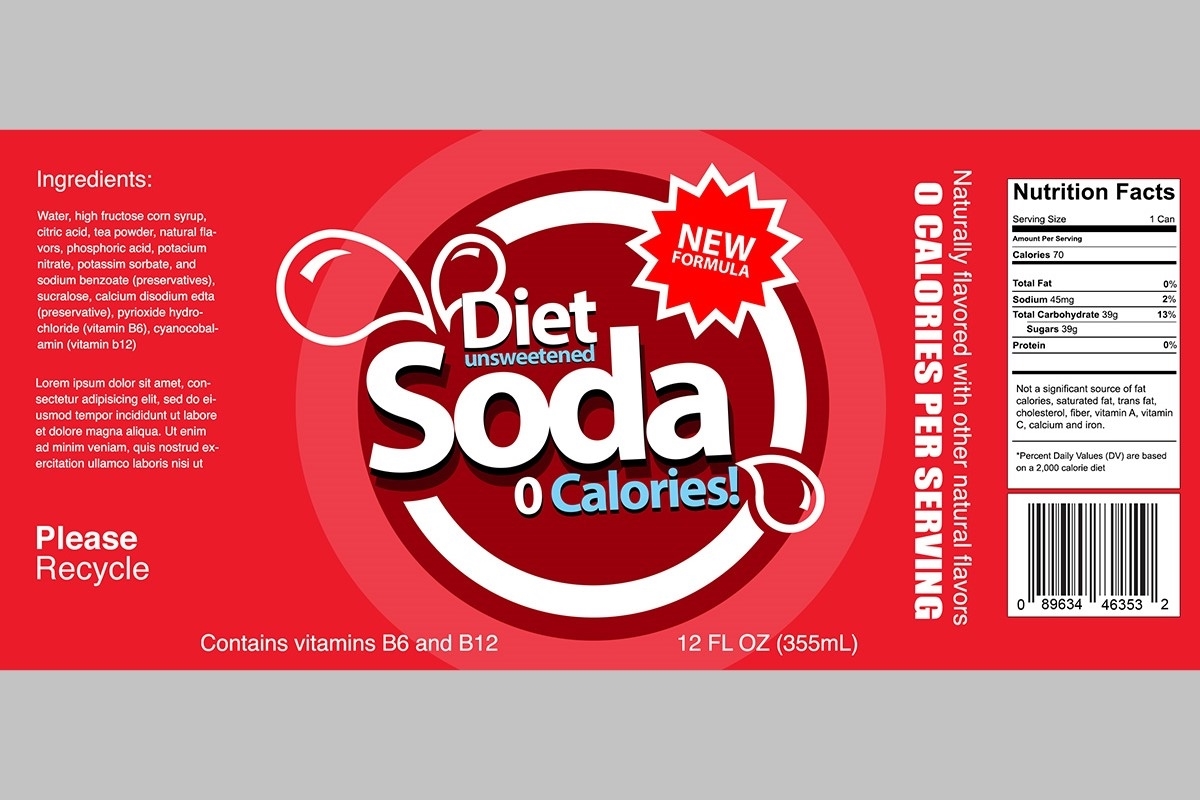 Ingredients:
Water, high fructose corn syrup,
citric acid, tea powder, natural fla-
vors, phosphoric acid, potacium
nitrate, potassim sorbate, and
sodium benzoate (preservatives),
sucralose, calcium disodium edta
(preservative), pyrioxide hydro-
chloride (vitamin B6), cyanocobal-
amin (vitamin b12)
Lorem ipsum dolor sit amet, con-
sectetur adipisicing elit, sed do ei-
usmod tempor incididunt ut labore
et dolore magna aliqua. Ut enim
ad minim veniam, quis nostrud ex-
ercitation ullamco laboris nisi ut
Please
Recycle
Contains vitamins B6 and B12
NEW
FORMULA
Diet
unsweetened
Soda
0 Calories!
12 FL OZ (355mL)
Naturally flavored with other natural flavors
0 CALORIES PER SERVING
Nutrition Facts
Serving Size 1 Can
Amount Per Serving
Calories 70
Total Fat 0%
Sodium 45mg 2%
Total Carbohydrate 39g 13%
Sugars 39g
Protein 0%
Not a significant source of fat
calories, saturated fat, trans fat,
cholesterol, fiber, vitamin A, vitamin
C, calcium and iron.
*Percent Daily Values (DV) are based
on a 2,000 calorie diet
0 89634 46353 2